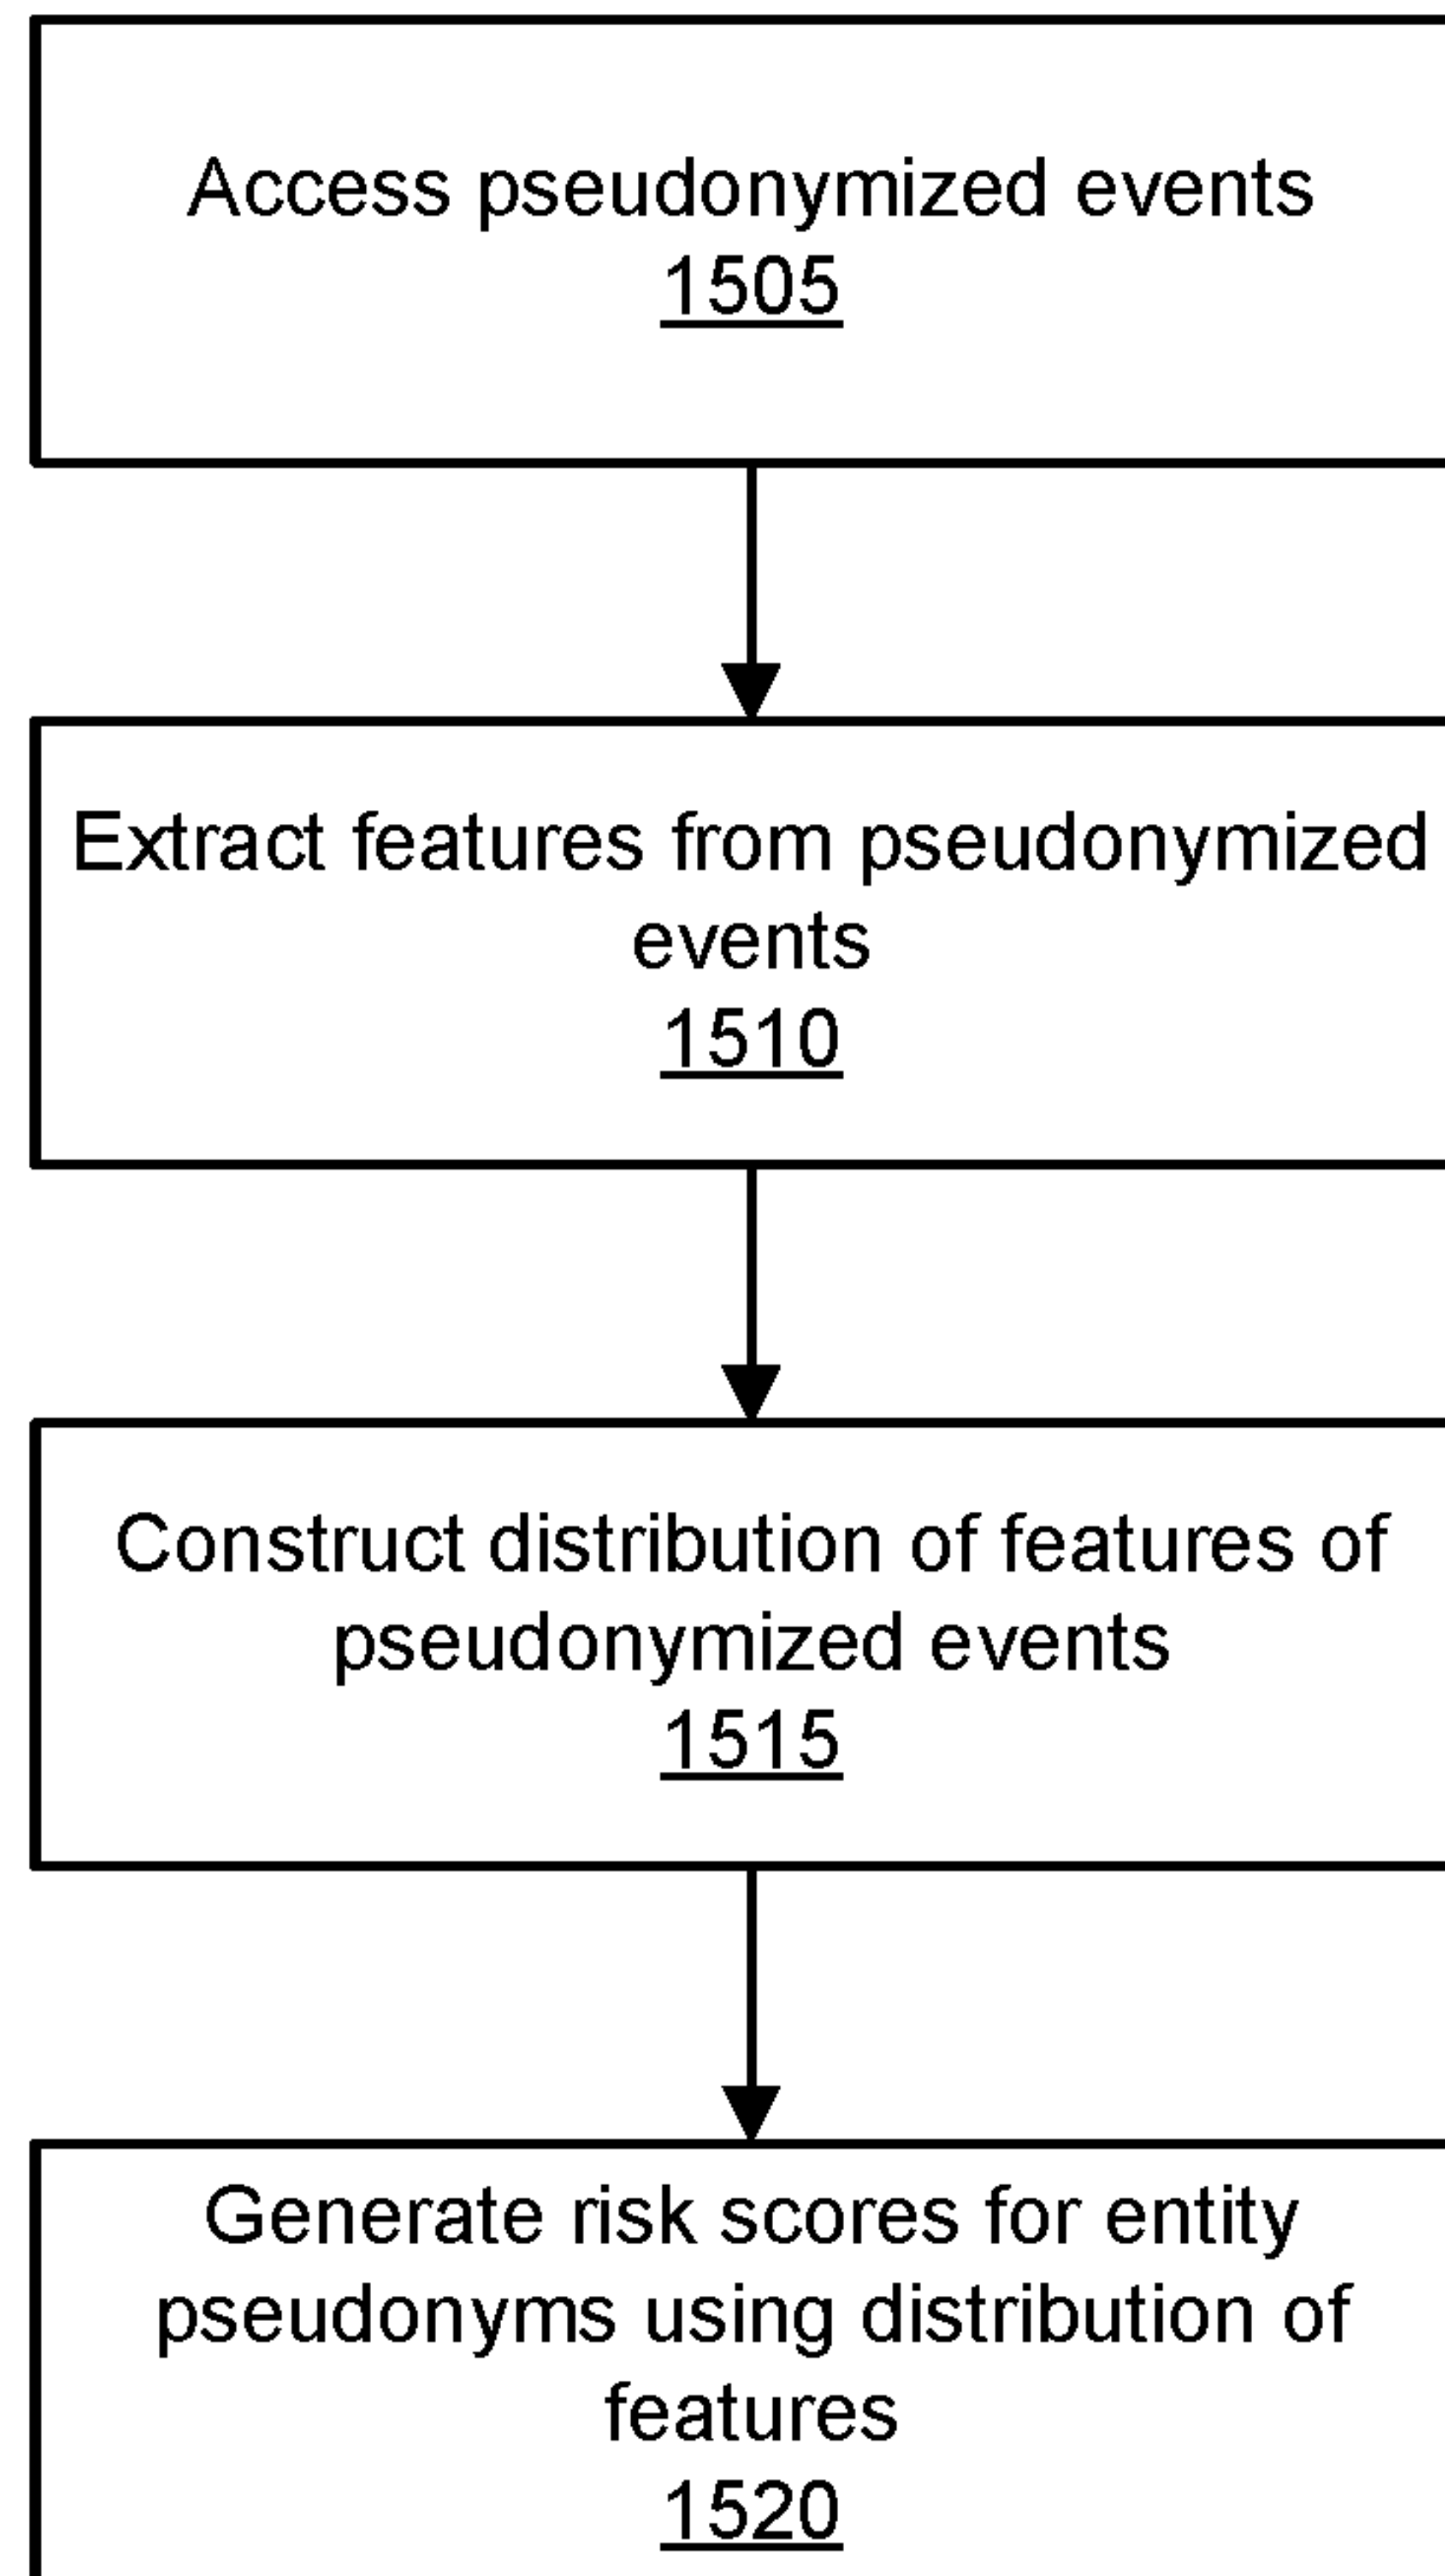 Access pseudonymized events
1505
Extract features from pseudonymized
events
1510
Construct distribution of features of
pseudonymized events
1515
Generate risk scores for entity
pseudonyms using distribution of
features
1520